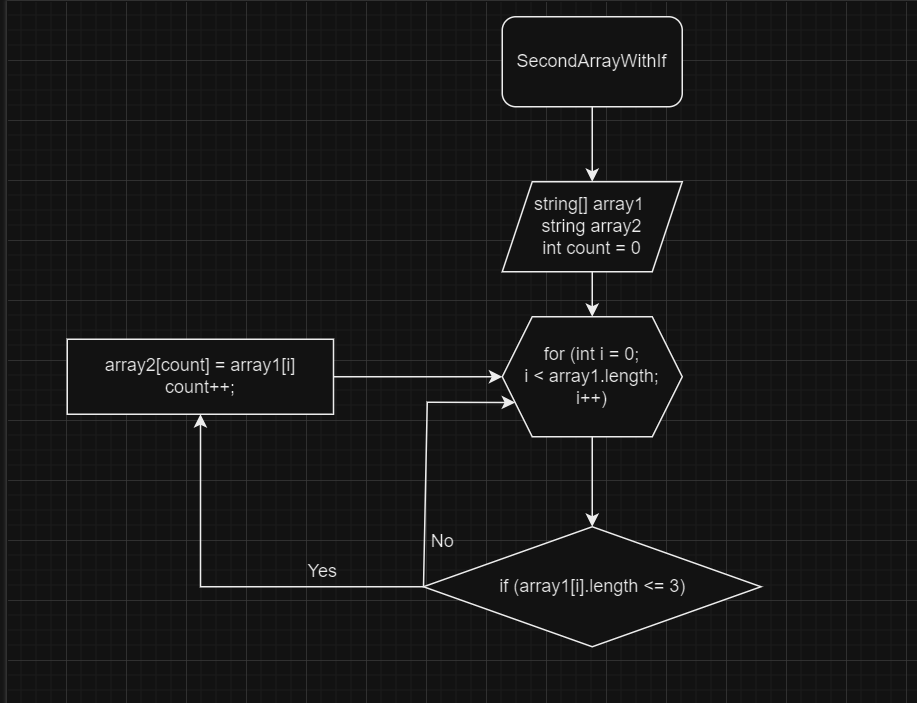 SecondArrayWithIf
string[] array1
string array2
int count = 0
for (int i = 0;
i < array1.length;
i++)
array2[count] = array1[i]
count++;
No
Yes
if (array1[i].length <= 3)